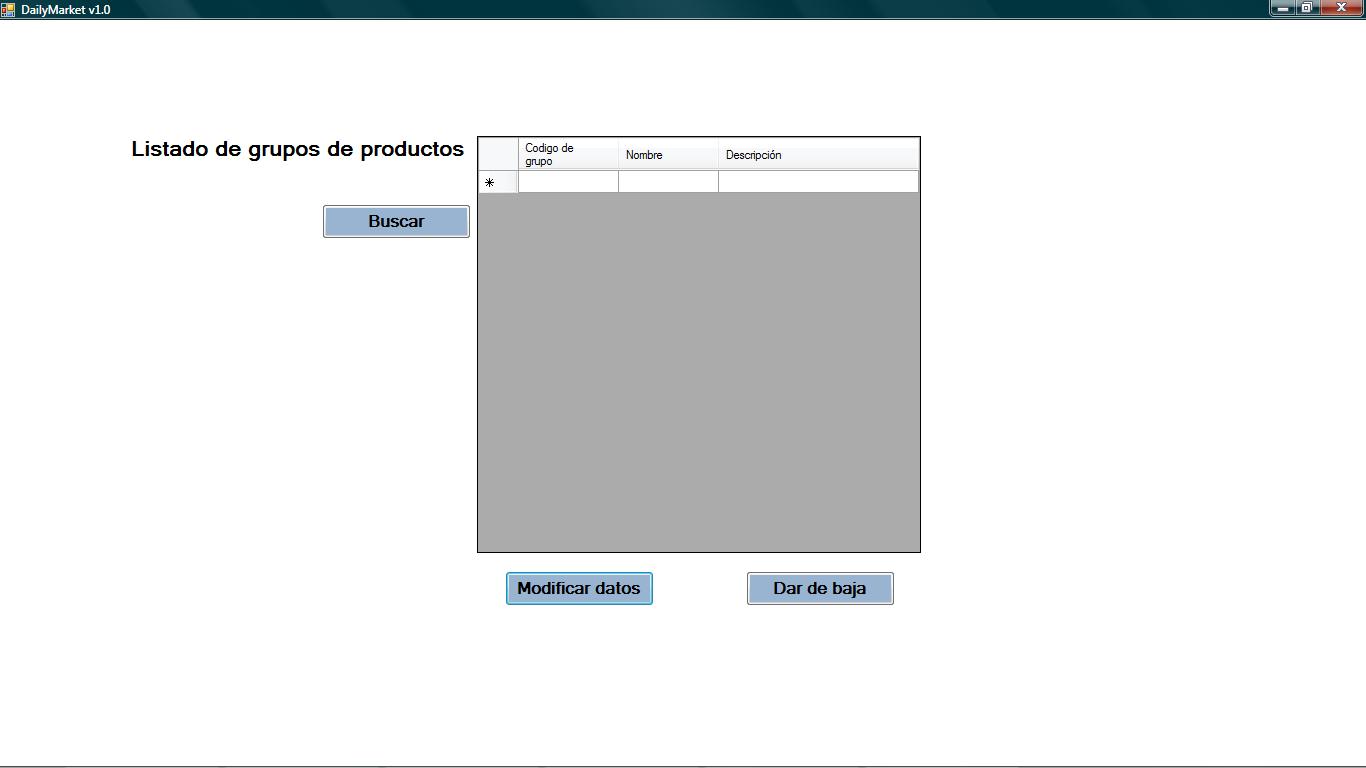 DailyMarket v1.0
Listado de grupos de productos
Codigo de
grupo
Nombre
Descripción
Buscar
Modificar datos
Dar de baja